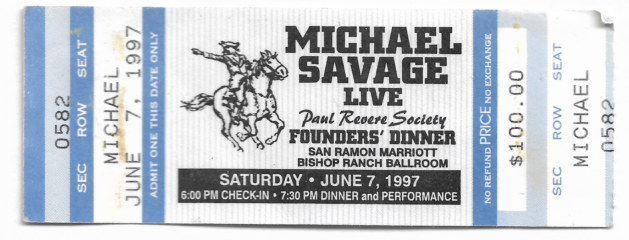 SEC ROW SEAT
0582
MICHAEL
JUNE 7, 1997
ADMIT ONE THIS DATE ONLY
MICHAEL
SAVAGE
LIVE
Paul Revere Society
FOUNDERS' DINNER
SAN RAMON MARRIOTT
BISHOP RANCH BALLROOM
SATURDAY • JUNE 7, 1997
6:00 PM CHECK-IN • 7:30 PM DINNER and PERFORMANCE
NO REFUND PRICE NO EXCHANGE
$100.00
SEC ROW SEAT
MICHAEL
0582